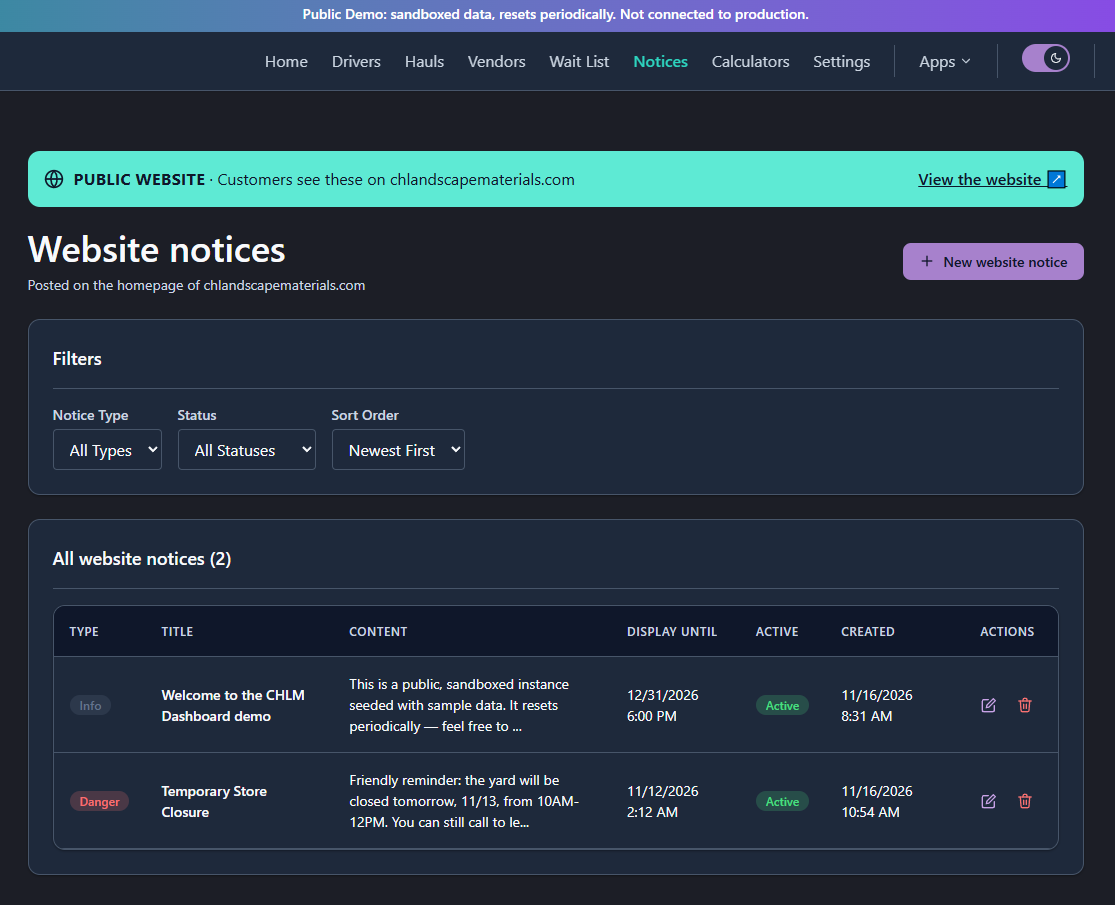 Public Demo: sandboxed data, resets periodically. Not connected to production.
Home Drivers Hauls Vendors Wait List Notices Calculators Settings Apps
PUBLIC WEBSITE · Customers see these on chlandscapematerials.com View the website ↗
Website notices
+ New website notice
Posted on the homepage of chlandscapematerials.com
Filters
Notice Type Status Sort Order
All Types All Statuses Newest First
All website notices (2)
TYPE TITLE CONTENT DISPLAY UNTIL ACTIVE CREATED ACTIONS
Info
Welcome to the CHLM
Dashboard demo
This is a public, sandboxed instance
seeded with sample data. It resets
periodically — feel free to ...
12/31/2026
6:00 PM
Active
11/16/2026
8:31 AM
Danger
Temporary Store
Closure
Friendly reminder: the yard will be
closed tomorrow, 11/13, from 10AM-
12PM. You can still call to le...
11/12/2026
2:12 AM
Active
11/16/2026
10:54 AM